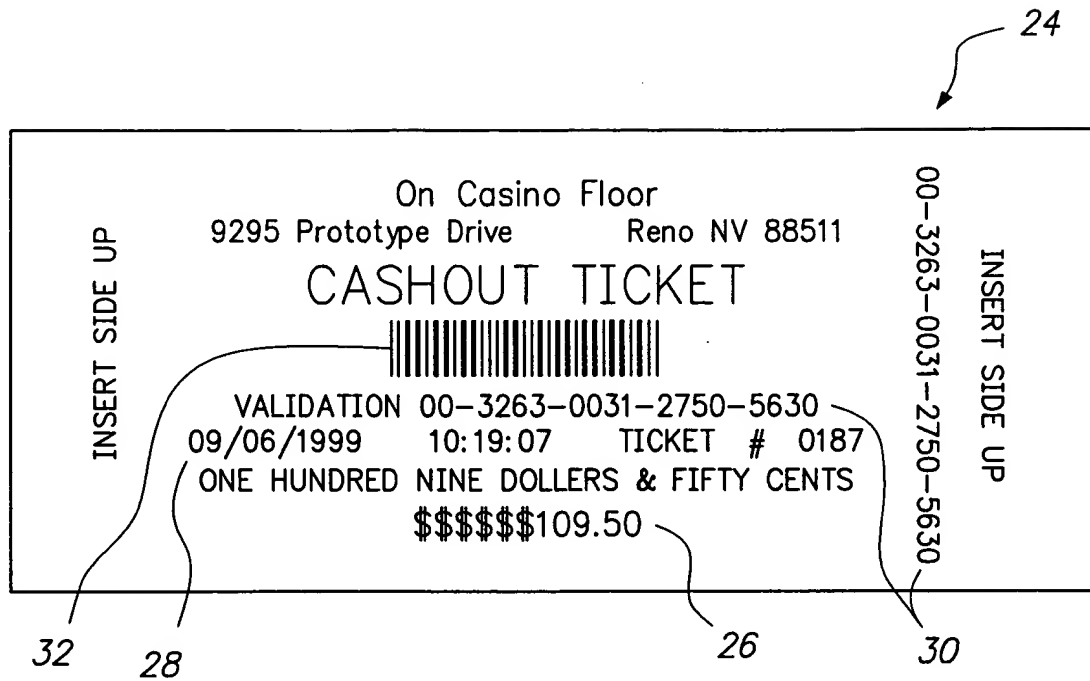 24
On Casino Floor
9295 Prototype Drive Reno NV 88511
CASHOUT TICKET
VALIDATION 00-3263-0031-2750-5630
09/06/1999 10:19:07 TICKET # 0187
ONE HUNDRED NINE DOLLERS & FIFTY CENTS
$$$$$$109.50
INSERT SIDE UP
00-3263-0031-2750-5630
INSERT SIDE UP
32
28
26
30